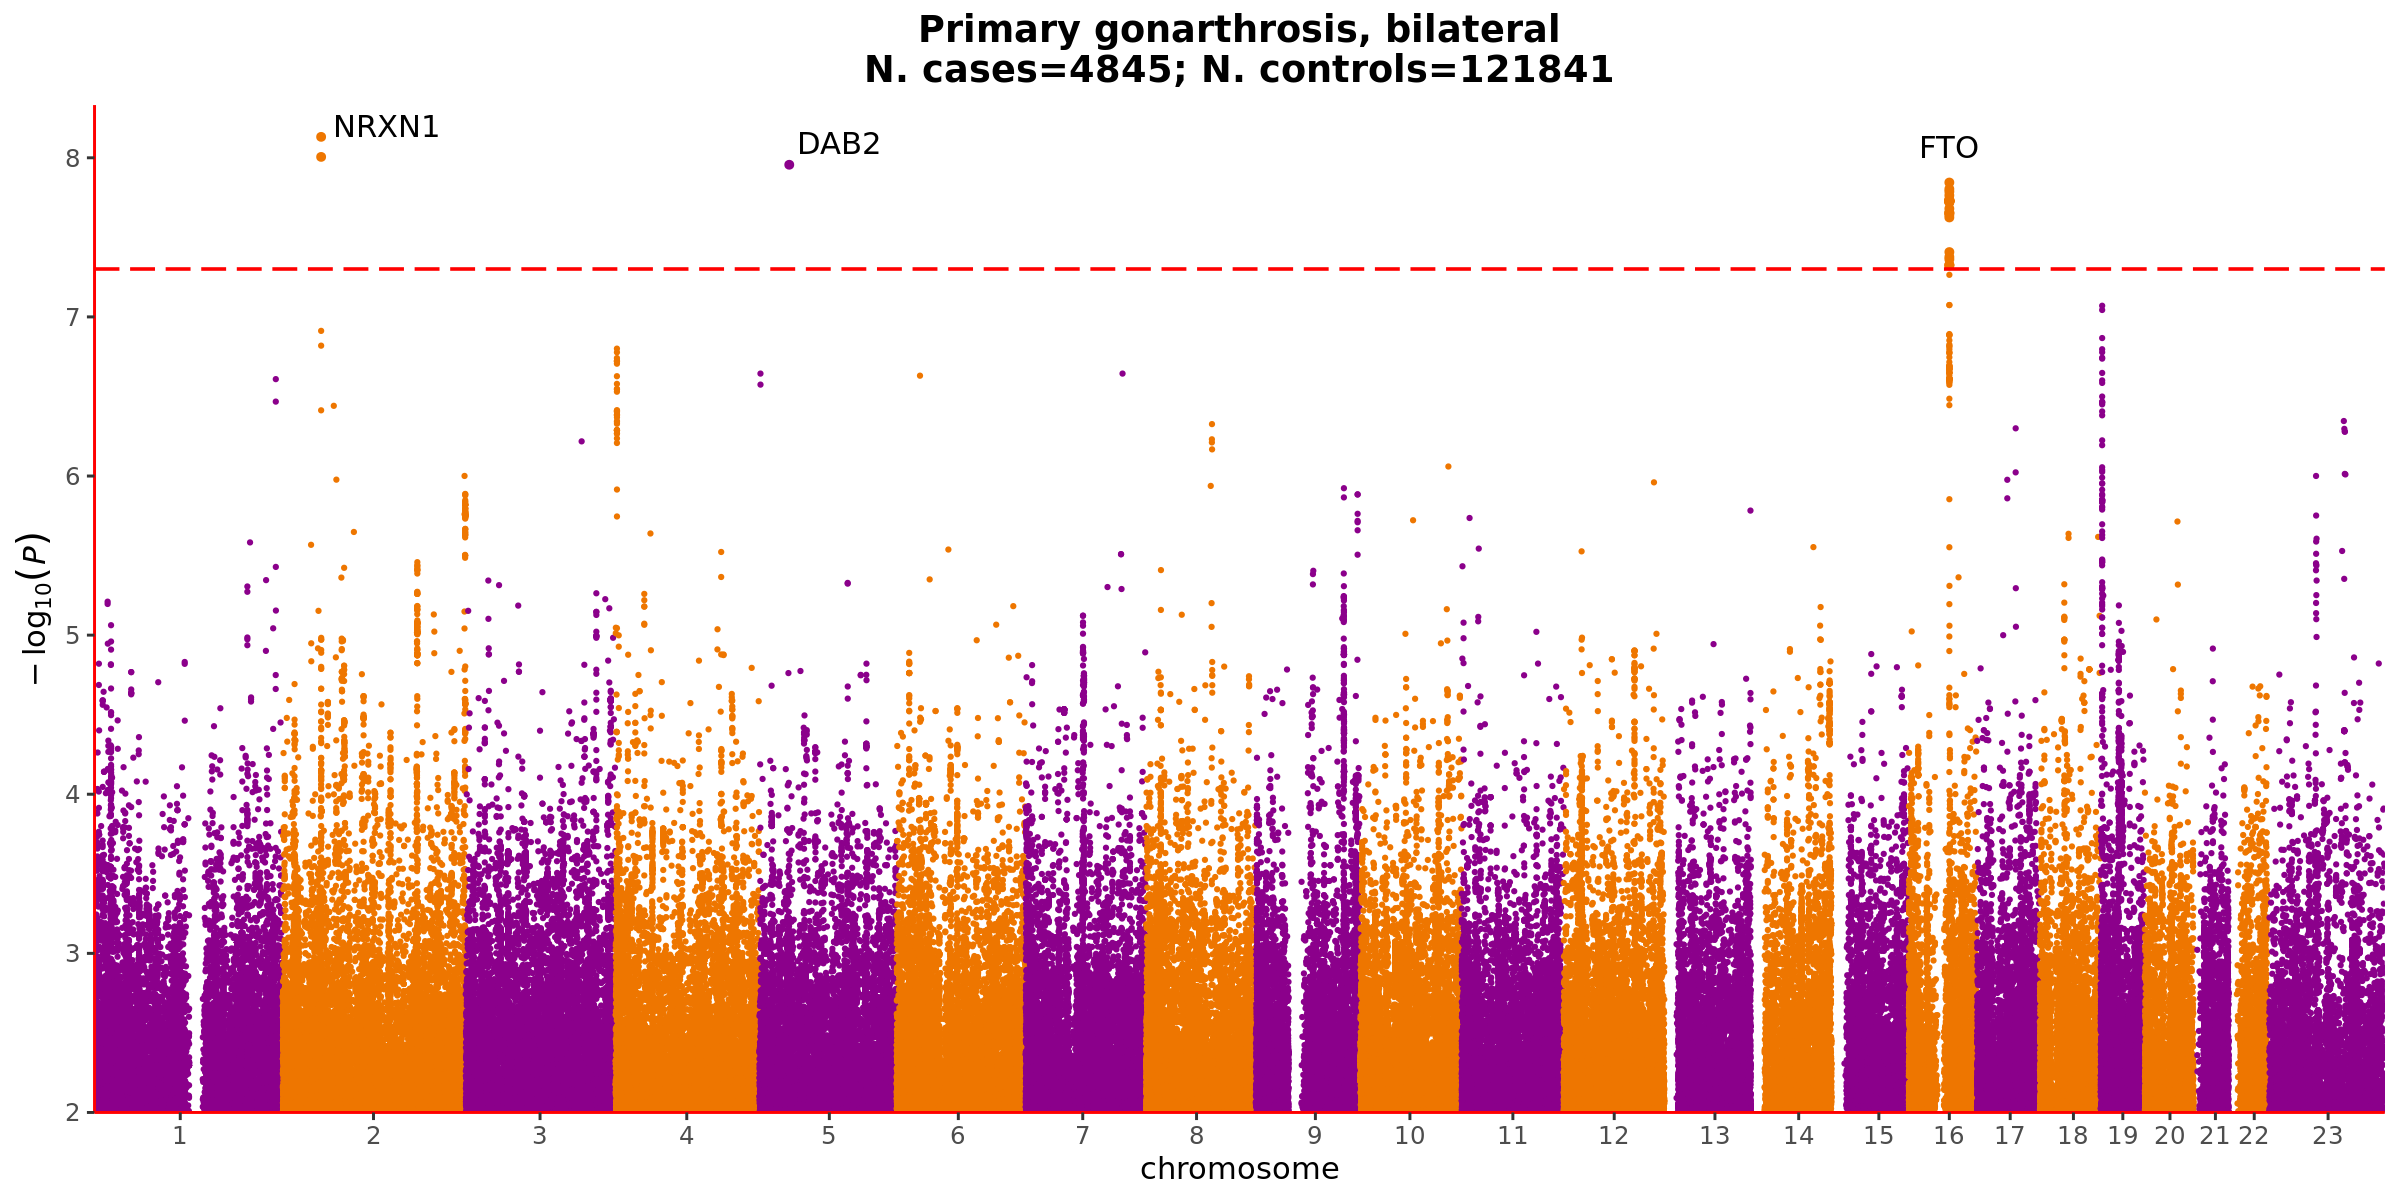 Primary gonarthrosis, bilateral
N. cases=4845; N. controls=121841
NRXN1
DAB2
FTO
8
7
6
5
4
3
2
−log10(P)
1 2 3 4 5 6 7 8 9 10 11 12 13 14 15 16 17 18 19 20 21 22 23
chromosome